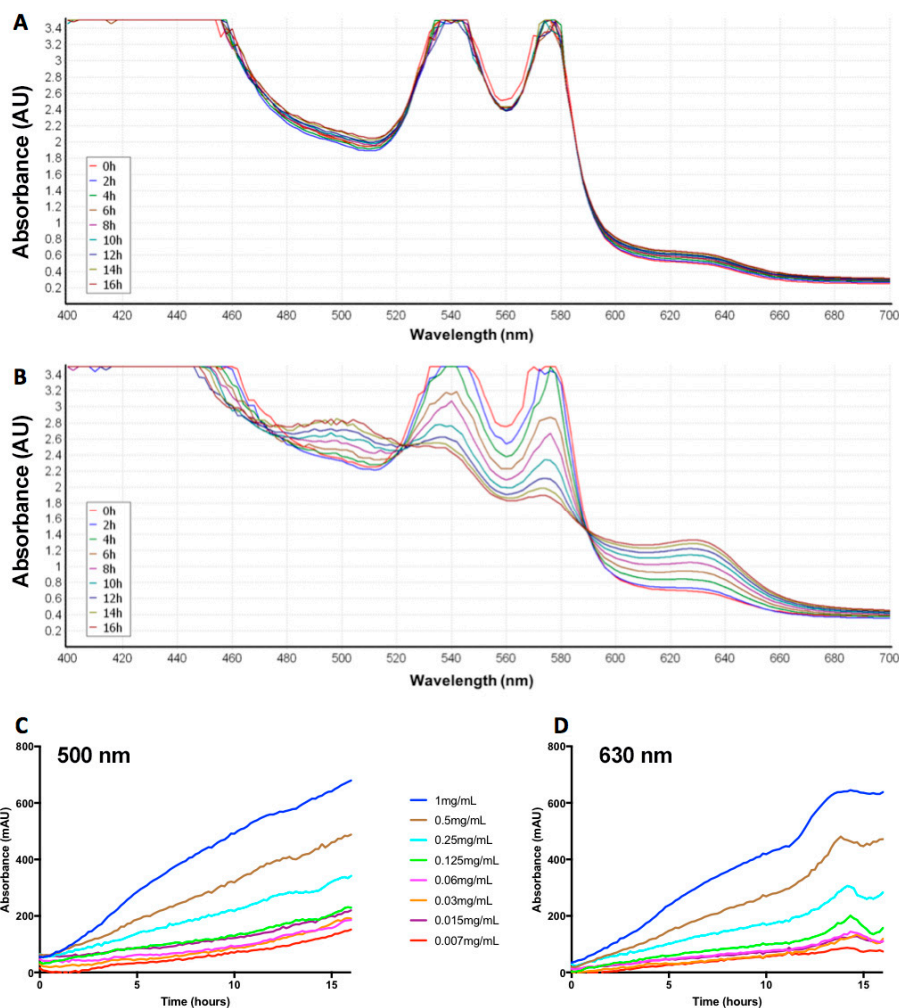 A
Absorbance (AU)
3.4
3.2
3
2.8
2.6
2.4
2.2
2
1.8
1.6
1.4
1.2
1
0.8
0.6
0.4
0.2
0h
2h
4h
6h
8h
10h
12h
14h
16h
400 420 440 460 480 500 520 540 560 580 600 620 640 660 680 700
Wavelength (nm)
B
Absorbance (AU)
3.4
3.2
3
2.8
2.6
2.4
2.2
2
1.8
1.6
1.4
1.2
1
0.8
0.6
0.4
0.2
0h
2h
4h
6h
8h
10h
12h
14h
16h
400 420 440 460 480 500 520 540 560 580 600 620 640 660 680 700
Wavelength (nm)
C
500 nm
Absorbance (mAU)
800
600
400
200
0
0 5 10 15
Time (hours)
1mg/mL
0.5mg/mL
0.25mg/mL
0.125mg/mL
0.06mg/mL
0.03mg/mL
0.015mg/mL
0.007mg/mL
D
630 nm
Absorbance (mAU)
800
600
400
200
0
0 5 10 15
Time (hours)